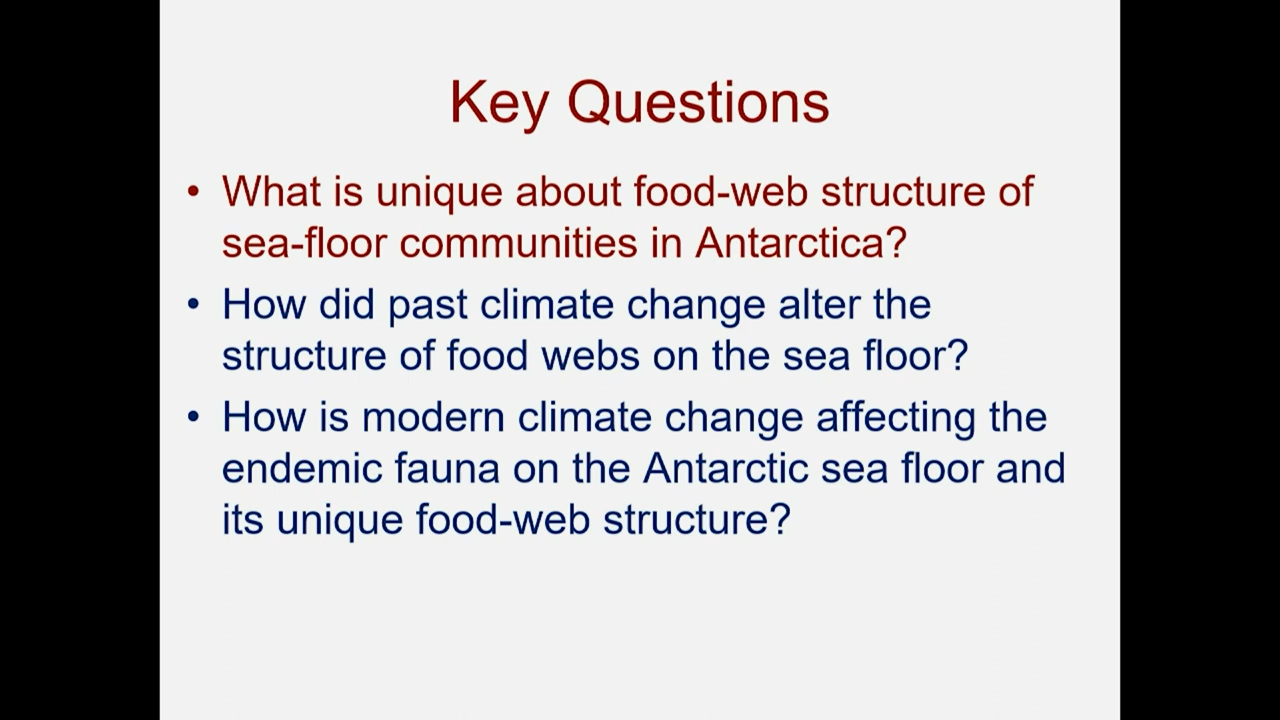 Key Questions
• What is unique about food-web structure of
sea-floor communities in Antarctica?
• How did past climate change alter the
structure of food webs on the sea floor?
• How is modern climate change affecting the
endemic fauna on the Antarctic sea floor and
its unique food-web structure?